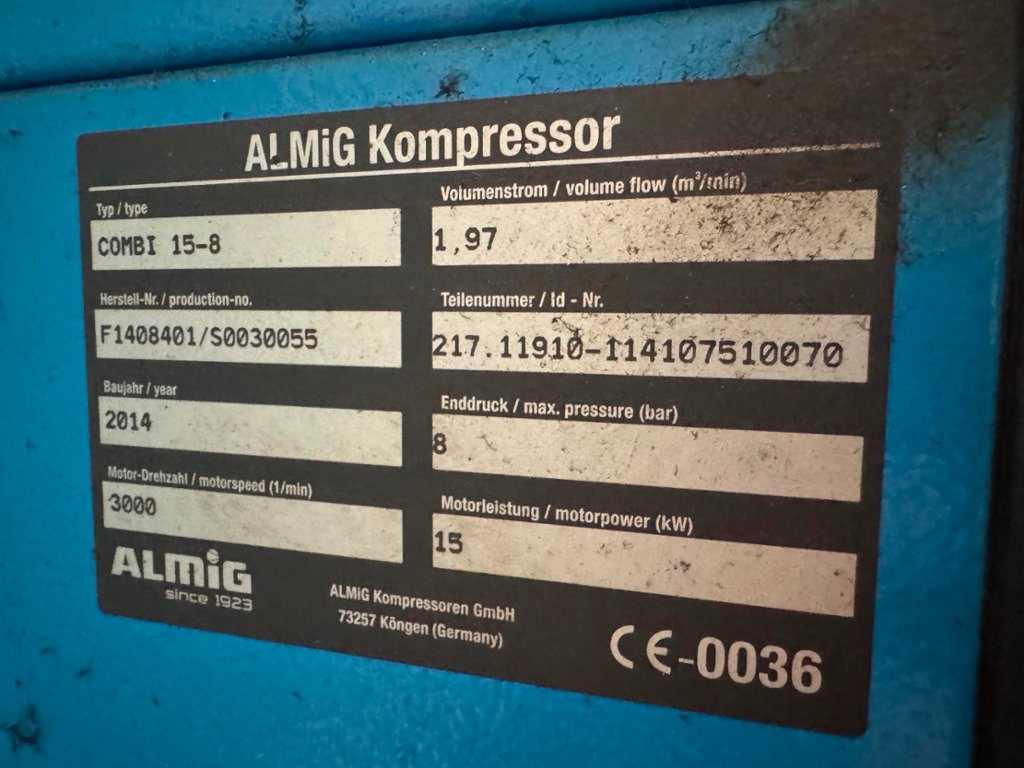 ALMiG Kompressor
Typ / type
COMBI 15-8
Volumenstrom / volume flow (m³/min)
1,97
Herstell-Nr. / production-no.
F1408401/S0030055
Teilenummer / Id - Nr.
217.11910-114107510070
Baujahr / year
2014
Enddruck / max. pressure (bar)
8
Motor-Drehzahl / motorspeed (1/min)
3000
Motorleistung / motorpower (kW)
15
ALMiG
since 1923
ALMiG Kompressoren GmbH
73257 Köngen (Germany)
CE-0036